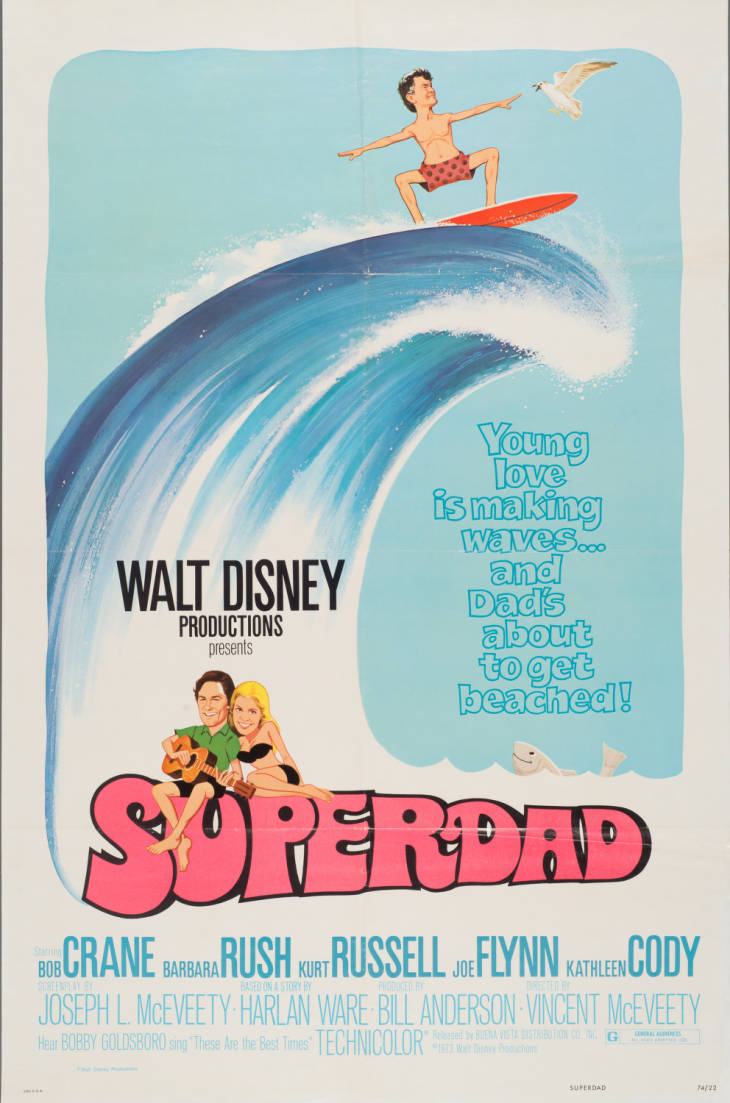 Young
love
is making
waves...
and
Dad's
about
to get
beached!
WALT DISNEY
PRODUCTIONS
presents
SUPERDAD
Starring
BOB CRANE BARBARA RUSH KURT RUSSELL JOE FLYNN KATHLEEN CODY
SCREENPLAY BY BASED ON A STORY BY PRODUCED BY DIRECTED BY
JOSEPH L. McEVEETY · HARLAN WARE · BILL ANDERSON · VINCENT McEVEETY
Hear BOBBY GOLDSBORO sing "These Are the Best Times" TECHNICOLOR® Released by BUENA VISTA DISTRIBUTION CO., INC.
©1973 Walt Disney Productions
G GENERAL AUDIENCES
Walt Disney Productions
SUPERDAD 74/22